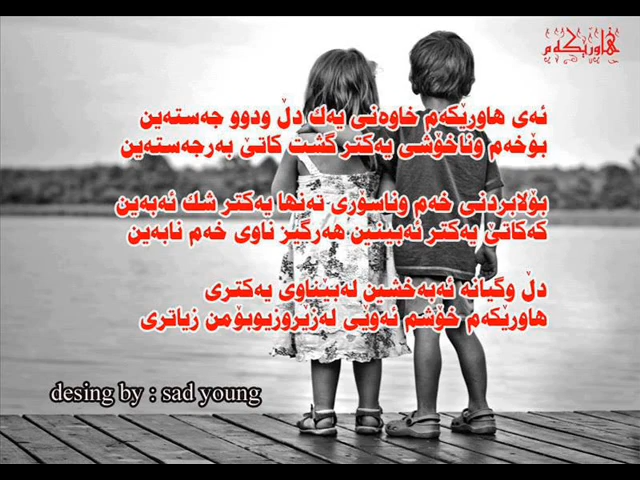 هاوڕێکەم
ئەی هاوڕێکەم خاوەنی یەك دڵ ودوو جەستەین
بۆخەم وناخۆشی یەکتر گشت کاتێ بەرجەستەین
بۆلابردنی خەم وناسۆری تەنها یەکتر شك ئەبەین
کەکاتێ یەکتر ئەبینین هەرگیز ناوی خەم نابەین
دڵ وگیانە ئەبەخشین لەبێناوی یەکتری
هاوڕێکەم خۆشم ئەوێی لەزێڕوزیوبۆمن زیاتری
desing by : sad young